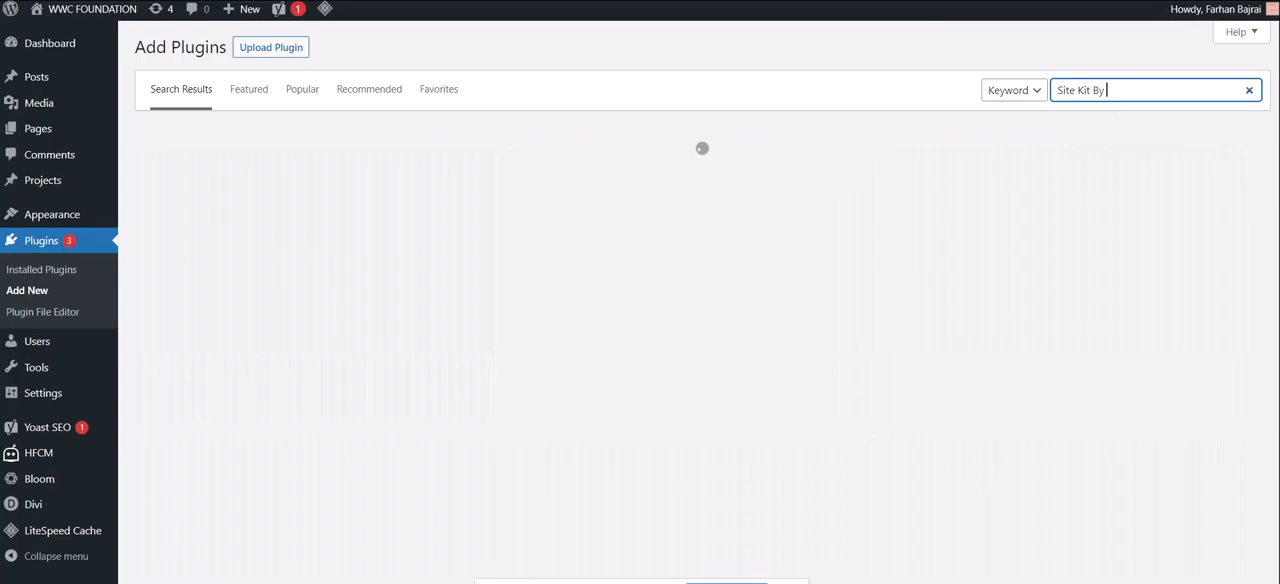 WWC FOUNDATION 4 0 New 1 Howdy, Farhan Bajrai
Help
Add Plugins Upload Plugin
Search Results Featured Popular Recommended Favorites Keyword Site Kit By
Dashboard
Posts
Media
Pages
Comments
Projects
Appearance
Plugins 3
Installed Plugins
Add New
Plugin File Editor
Users
Tools
Settings
Yoast SEO 1
HFCM
Bloom
Divi
LiteSpeed Cache
Collapse menu